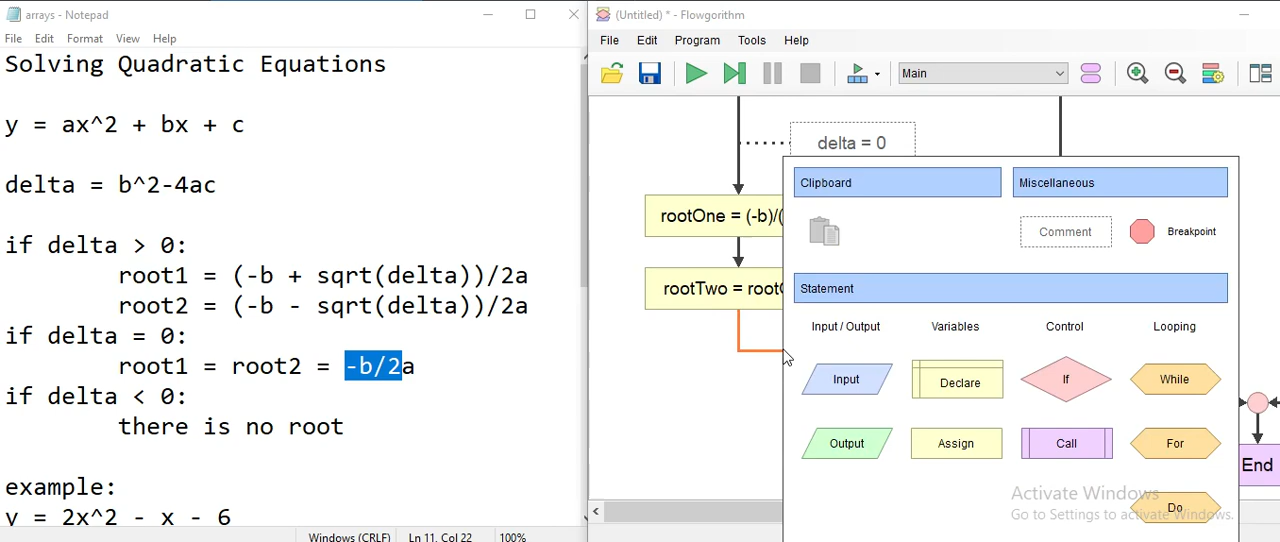 arrays - Notepad
File Edit Format View Help
Solving Quadratic Equations
y = ax^2 + bx + c
delta = b^2-4ac
if delta > 0:
root1 = (-b + sqrt(delta))/2a
root2 = (-b - sqrt(delta))/2a
if delta = 0:
root1 = root2 = -b/2a
if delta < 0:
there is no root
example:
y = 2x^2 - x - 6
Windows (CRLF) Ln 11, Col 22 100%
(Untitled) * - Flowgorithm
File Edit Program Tools Help
Main
delta = 0
rootOne = (-b)/(
rootTwo = root
Clipboard Miscellaneous
Comment Breakpoint
Statement
Input / Output Variables Control Looping
Input Declare If While
Output Assign Call For
Do
End
Activate Windows
Go to Settings to activate Windows.